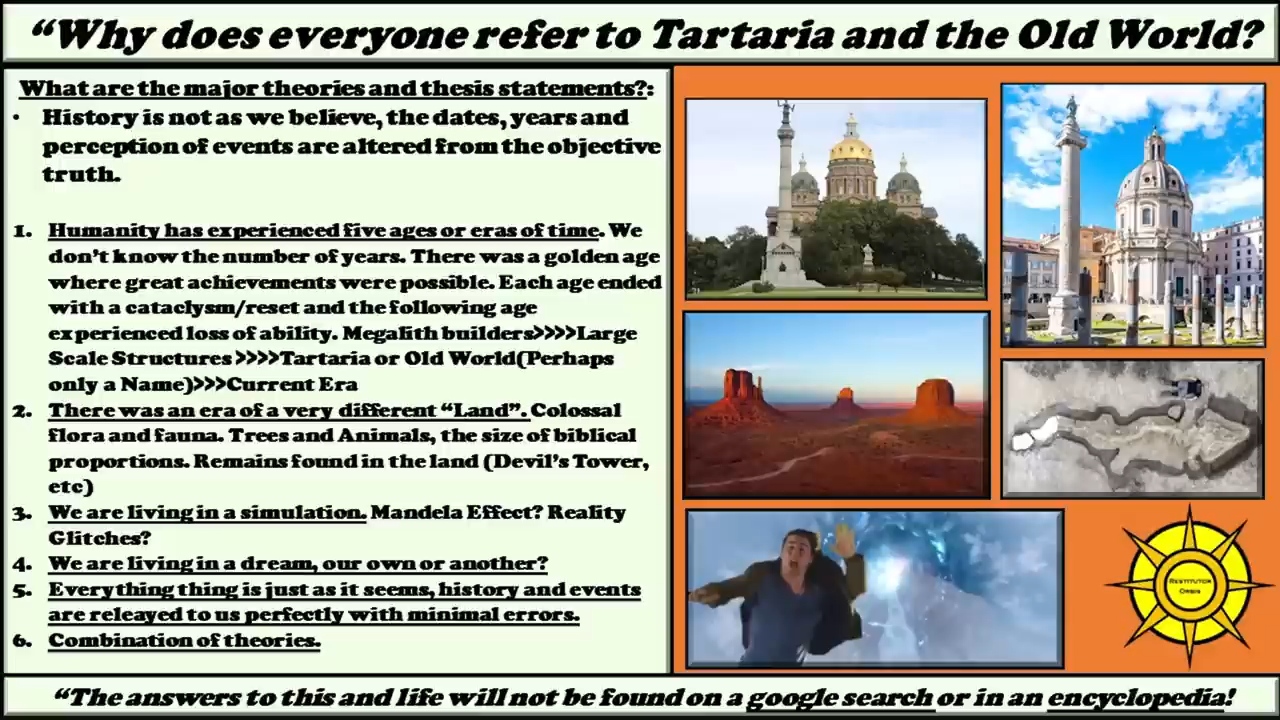 “Why does everyone refer to Tartaria and the Old World?
What are the major theories and thesis statements?:
• History is not as we believe, the dates, years and
perception of events are altered from the objective
truth.
1. Humanity has experienced five ages or eras of time. We
don’t know the number of years. There was a golden age
where great achievements were possible. Each age ended
with a cataclysm/reset and the following age
experienced loss of ability. Megalith builders>>>>Large
Scale Structures >>>>Tartaria or Old World(Perhaps
only a Name)>>>Current Era
2. There was an era of a very different “Land”. Colossal
flora and fauna. Trees and Animals, the size of biblical
proportions. Remains found in the land (Devil’s Tower,
etc)
3. We are living in a simulation. Mandela Effect? Reality
Glitches?
4. We are living in a dream, our own or another?
5. Everything thing is just as it seems, history and events
are releayed to us perfectly with minimal errors.
6. Combination of theories.
Restitutor
Orbis
“The answers to this and life will not be found on a google search or in an encyclopedia!